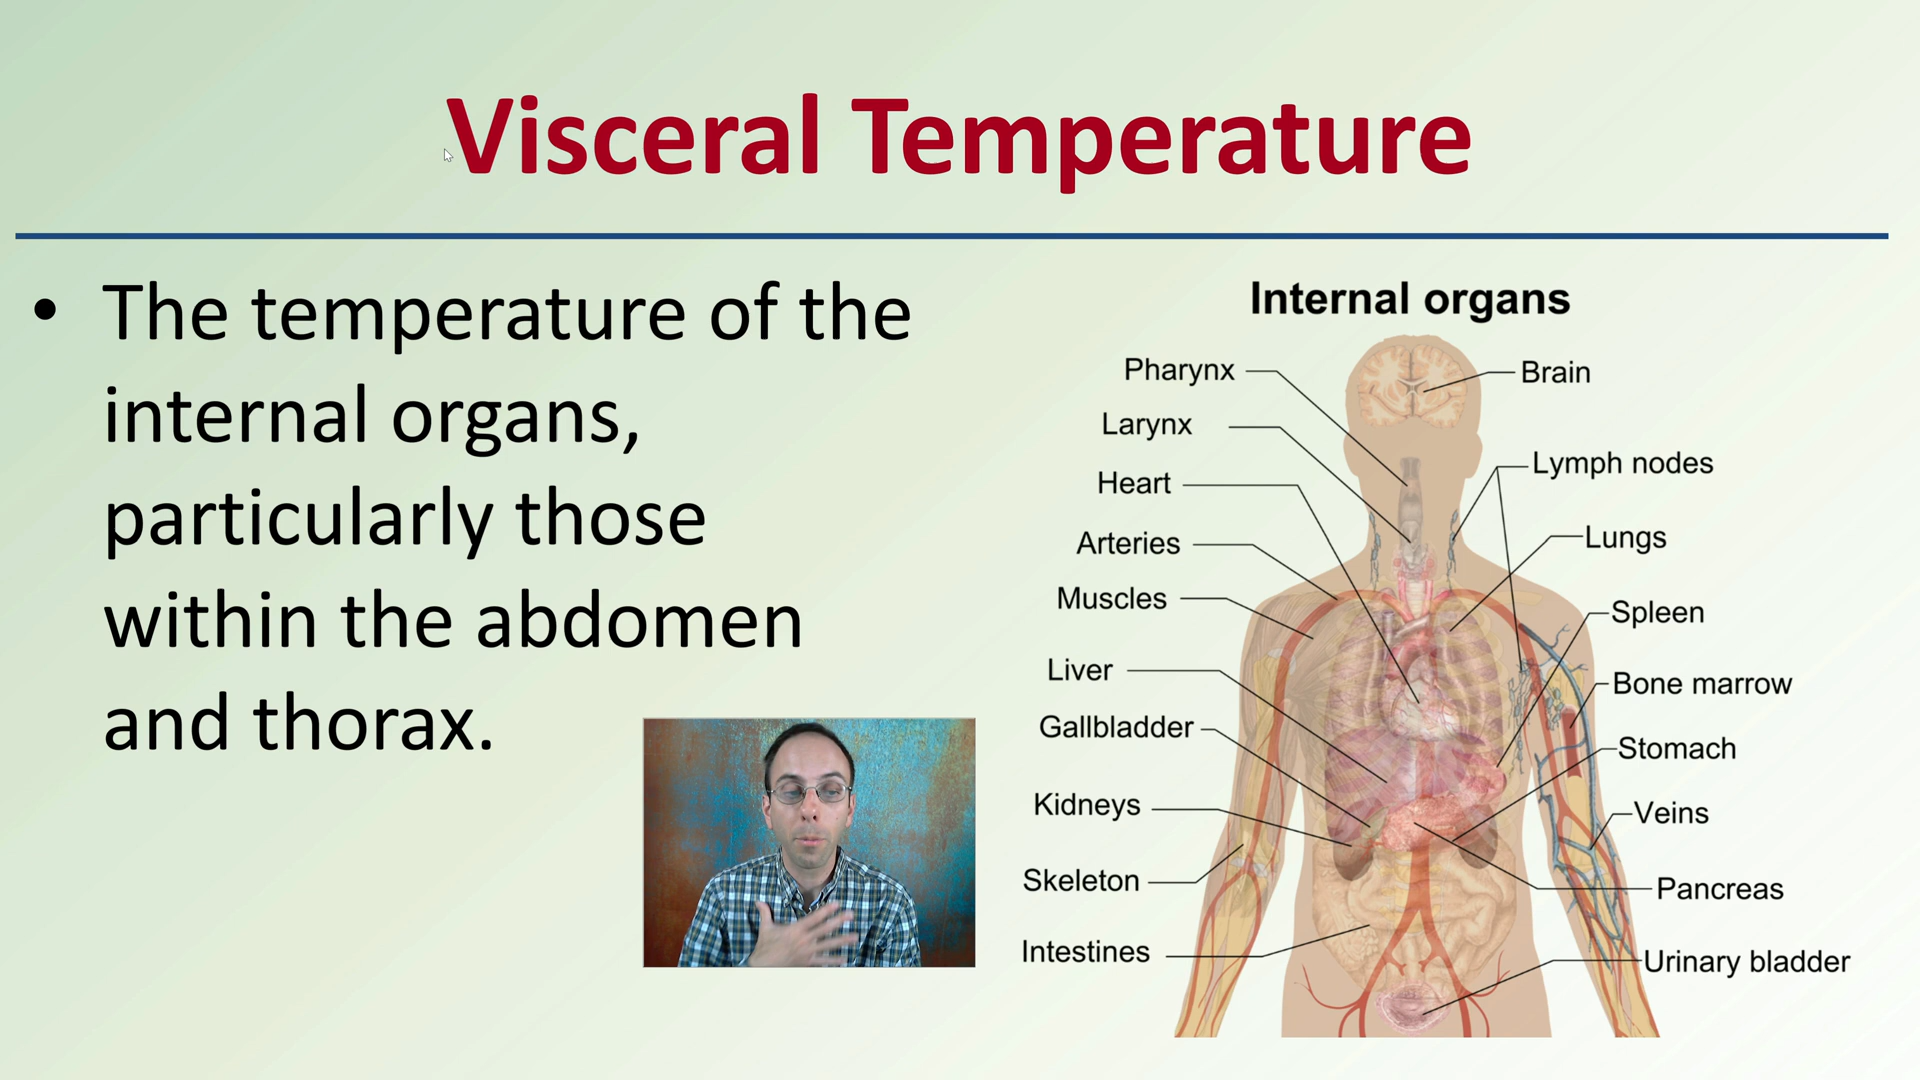 Visceral Temperature
• The temperature of the
internal organs,
particularly those
within the abdomen
and thorax.
Internal organs
Pharynx
Larynx
Heart
Arteries
Muscles
Liver
Gallbladder
Kidneys
Skeleton
Intestines
Brain
Lymph nodes
Lungs
Spleen
Bone marrow
Stomach
Veins
Pancreas
Urinary bladder